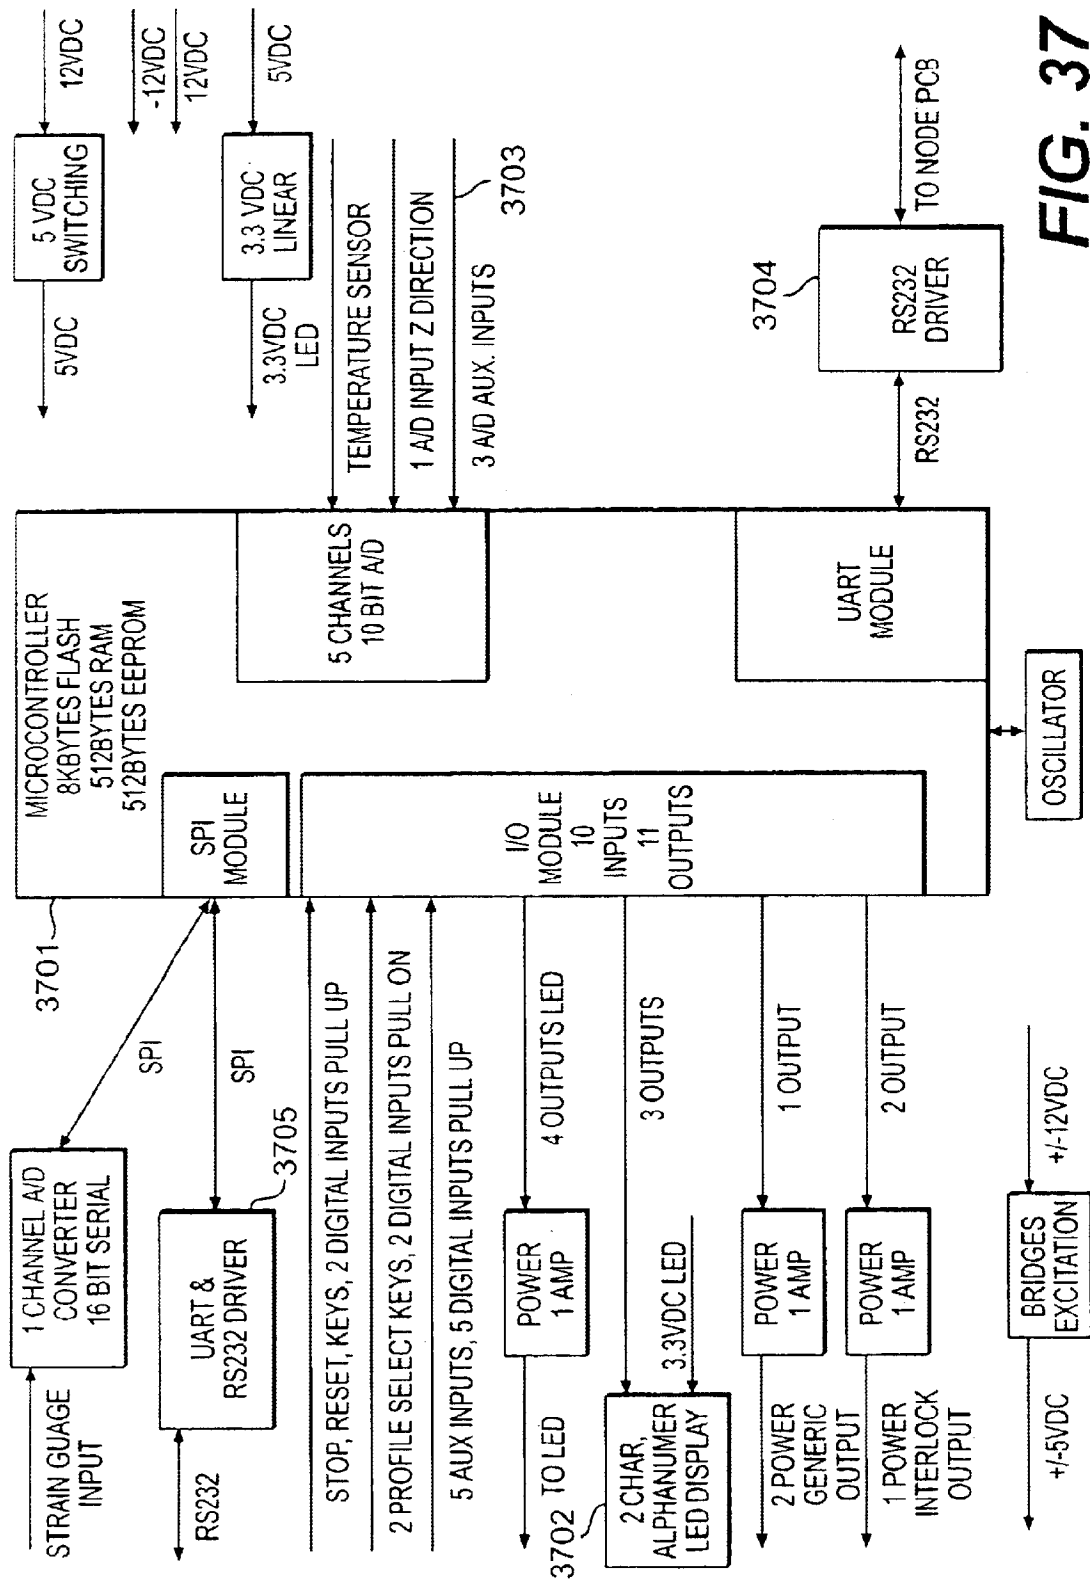 STRAIN GUAGE
INPUT
1 CHANNEL A/D
CONVERTER
16 BIT SERIAL
SPI
3701
MICROCONTROLLER
8KBYTES FLASH
512BYTES RAM
512BYTES EEPROM
5VDC
5 VDC
SWITCHING
12VDC
-12VDC
12VDC
RS232
UART &
RS232 DRIVER
3705
SPI
SPI
MODULE
3.3VDC
LED
3.3 VDC
LINEAR
5VDC
STOP, RESET, KEYS, 2 DIGITAL INPUTS PULL UP
2 PROFILE SELECT KEYS, 2 DIGITAL INPUTS PULL ON
5 AUX INPUTS, 5 DIGITAL INPUTS PULL UP
5 CHANNELS
10 BIT A/D
TEMPERATURE SENSOR
1 A/D INPUT Z DIRECTION
3 A/D AUX. INPUTS
3703
TO LED
POWER
1 AMP
4 OUTPUTS LED
I/O
MODULE
10
INPUTS
11
OUTPUTS
3702
2 CHAR,
ALPHANUMER
LED DISPLAY
3 OUTPUTS
3.3VDC LED
2 POWER
GENERIC
OUTPUT
POWER
1 AMP
1 OUTPUT
1 POWER
INTERLOCK
OUTPUT
POWER
1 AMP
2 OUTPUT
UART
MODULE
RS232
3704
RS232
DRIVER
TO NODE PCB
+/-5VDC
BRIDGES
EXCITATION
+/-12VDC
OSCILLATOR
FIG. 37